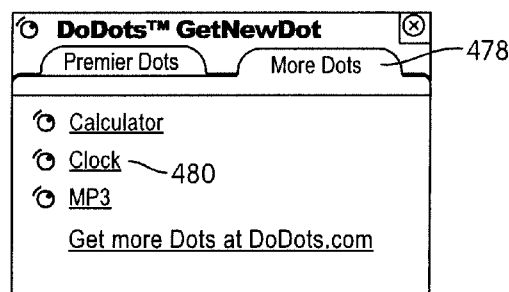 DoDots™ GetNewDot
Premier Dots More Dots 478
Calculator
Clock 480
MP3
Get more Dots at DoDots.com